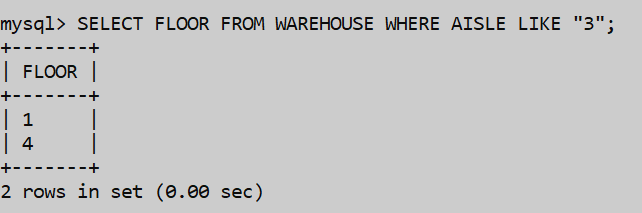 mysql> SELECT FLOOR FROM WAREHOUSE WHERE AISLE LIKE "3";
+-------+
| FLOOR |
+-------+
| 1     |
| 4     |
+-------+
2 rows in set (0.00 sec)